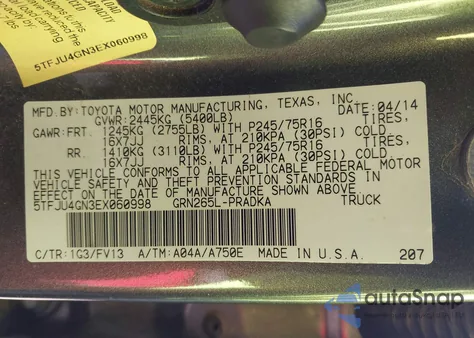 5TFJU4GN3EX060998
MFD.BY:TOYOTA MOTOR MANUFACTURING, TEXAS, INC.
GVWR: 2445KG (5400LB) DATE: 04/14
GAWR:FRT. 1245KG (2755LB) WITH P245/75R16 TIRES,
16X7JJ RIMS, AT 210KPA (30PSI) COLD
RR. 1410KG (3110LB) WITH P245/75R16 TIRES,
16X7JJ RIMS, AT 210KPA (30PSI) COLD
THIS VEHICLE CONFORMS TO ALL APPLICABLE FEDERAL MOTOR
VEHICLE SAFETY AND THEFT PREVENTION STANDARDS IN
EFFECT ON THE DATE OF MANUFACTURE SHOWN ABOVE.
5TFJU4GN3EX060998 GRN265L-PRADKA TRUCK
C/TR:1G3/FV13 A/TM:A04A/A750E MADE IN U.S.A. 207
autoSnap